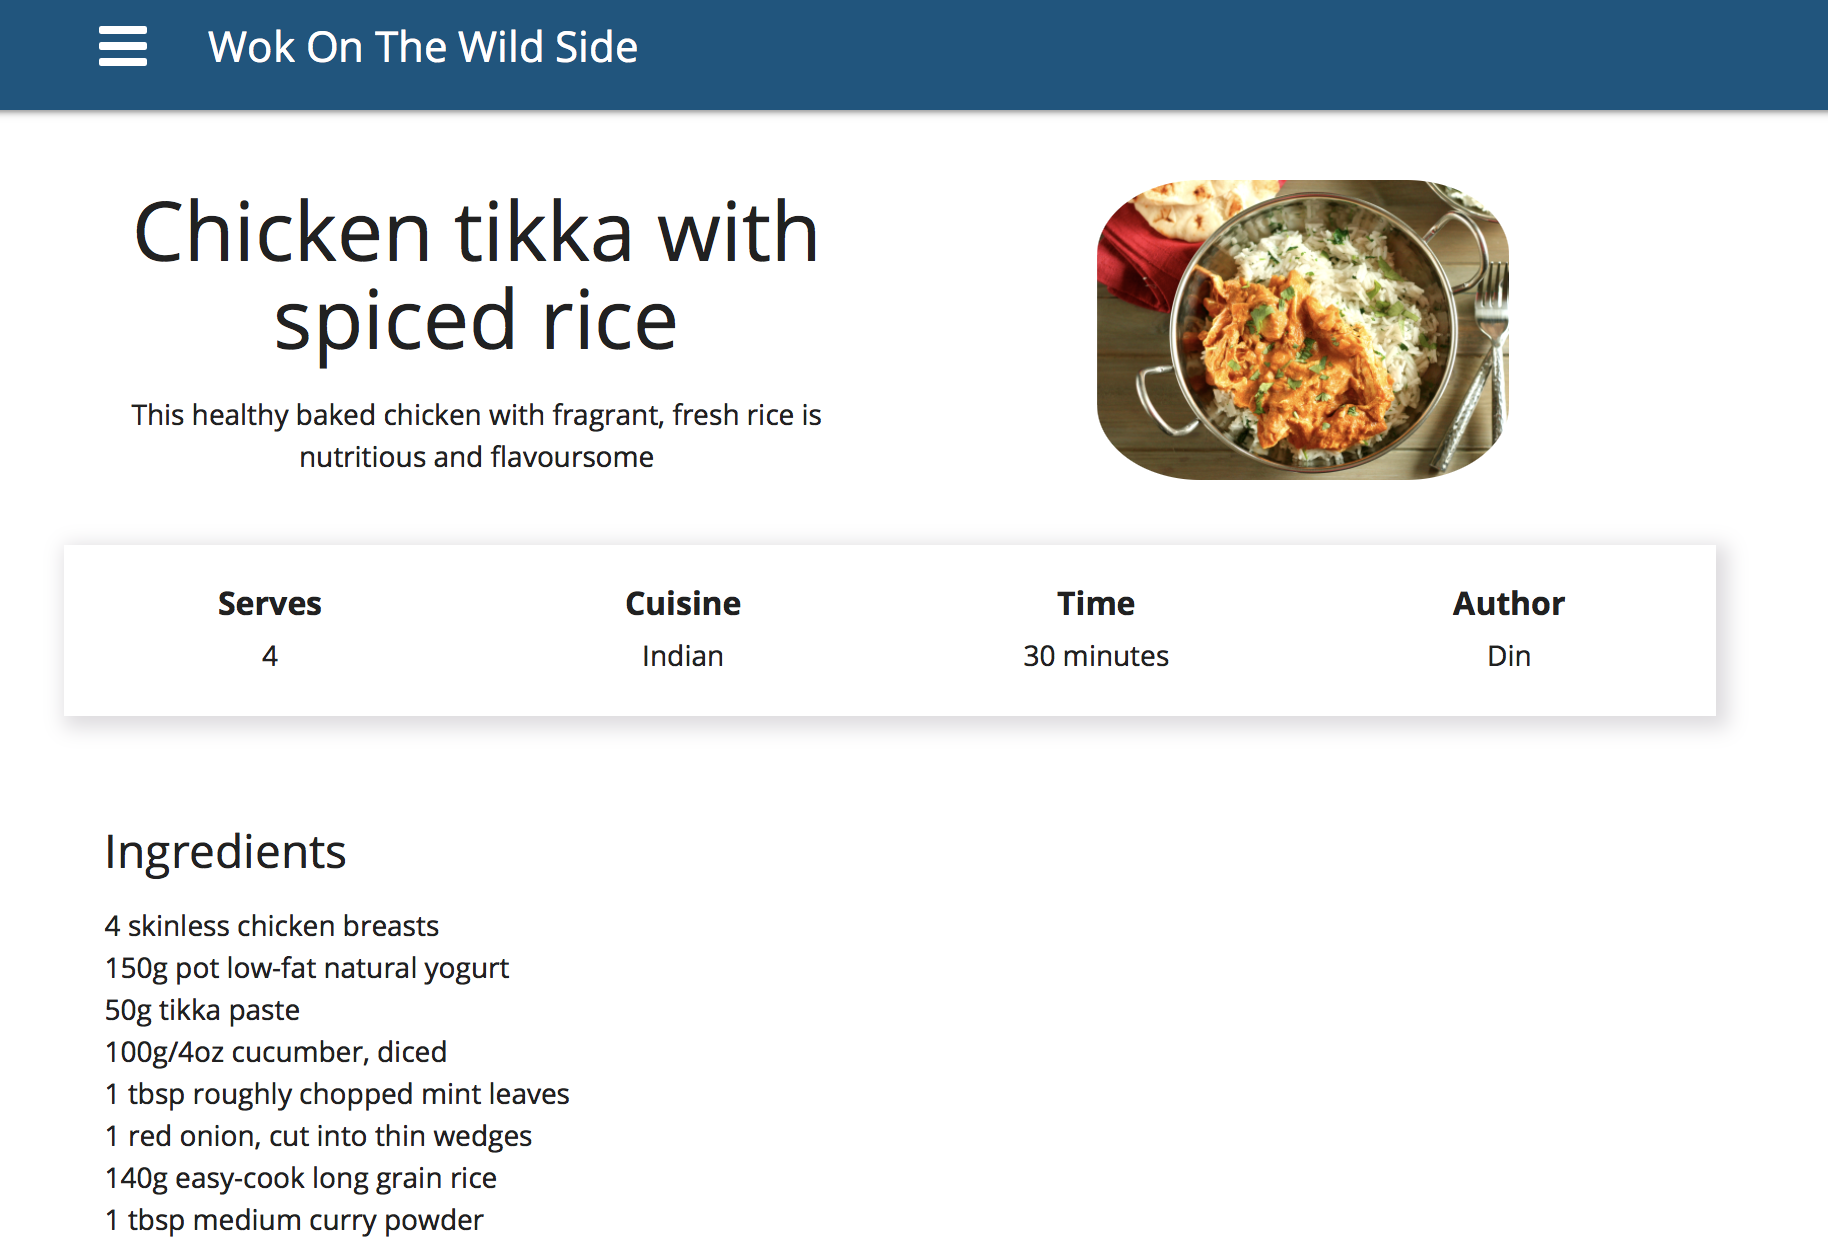 Wok On The Wild Side
Chicken tikka with
spiced rice
This healthy baked chicken with fragrant, fresh rice is
nutritious and flavoursome
Serves
4
Cuisine
Indian
Time
30 minutes
Author
Din
Ingredients
4 skinless chicken breasts
150g pot low-fat natural yogurt
50g tikka paste
100g/4oz cucumber, diced
1 tbsp roughly chopped mint leaves
1 red onion, cut into thin wedges
140g easy-cook long grain rice
1 tbsp medium curry powder